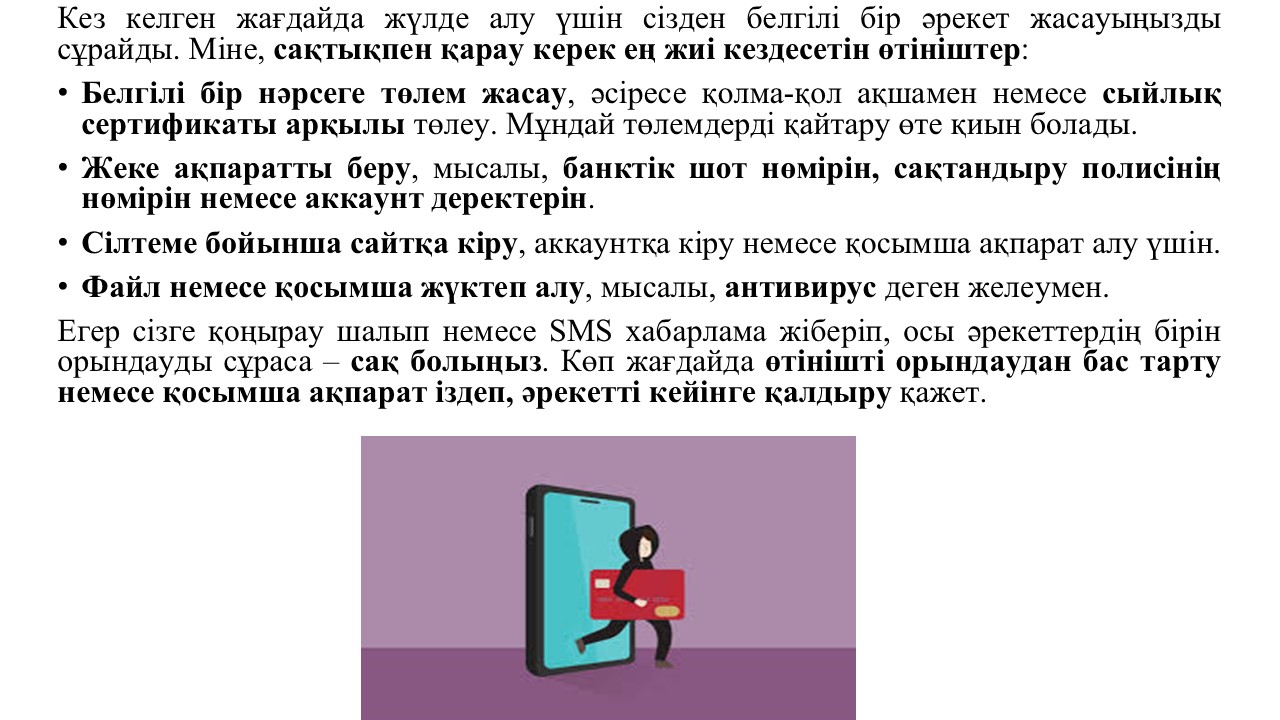 Кез келген жағдайда жүлде алу үшін сізден белгілі бір әрекет жасауыңызды
сұрайды. Міне, сақтықпен қарау керек ең жиі кездесетін өтініштер:
• Белгілі бір нәрсеге төлем жасау, әсіресе қолма-қол ақшамен немесе сыйлық
сертификаты арқылы төлеу. Мұндай төлемдерді қайтару өте қиын болады.
• Жеке ақпаратты беру, мысалы, банктік шот нөмірін, сақтандыру полисінің
нөмірін немесе аккаунт деректерін.
• Сілтеме бойынша сайтқа кіру, аккаунтқа кіру немесе қосымша ақпарат алу үшін.
• Файл немесе қосымша жүктеп алу, мысалы, антивирус деген желеумен.
Егер сізге қоңырау шалып немесе SMS хабарлама жіберіп, осы әрекеттердің бірін
орындауды сұраса – сақ болыңыз. Көп жағдайда өтінішті орындаудан бас тарту
немесе қосымша ақпарат іздеп, әрекетті кейінге қалдыру қажет.